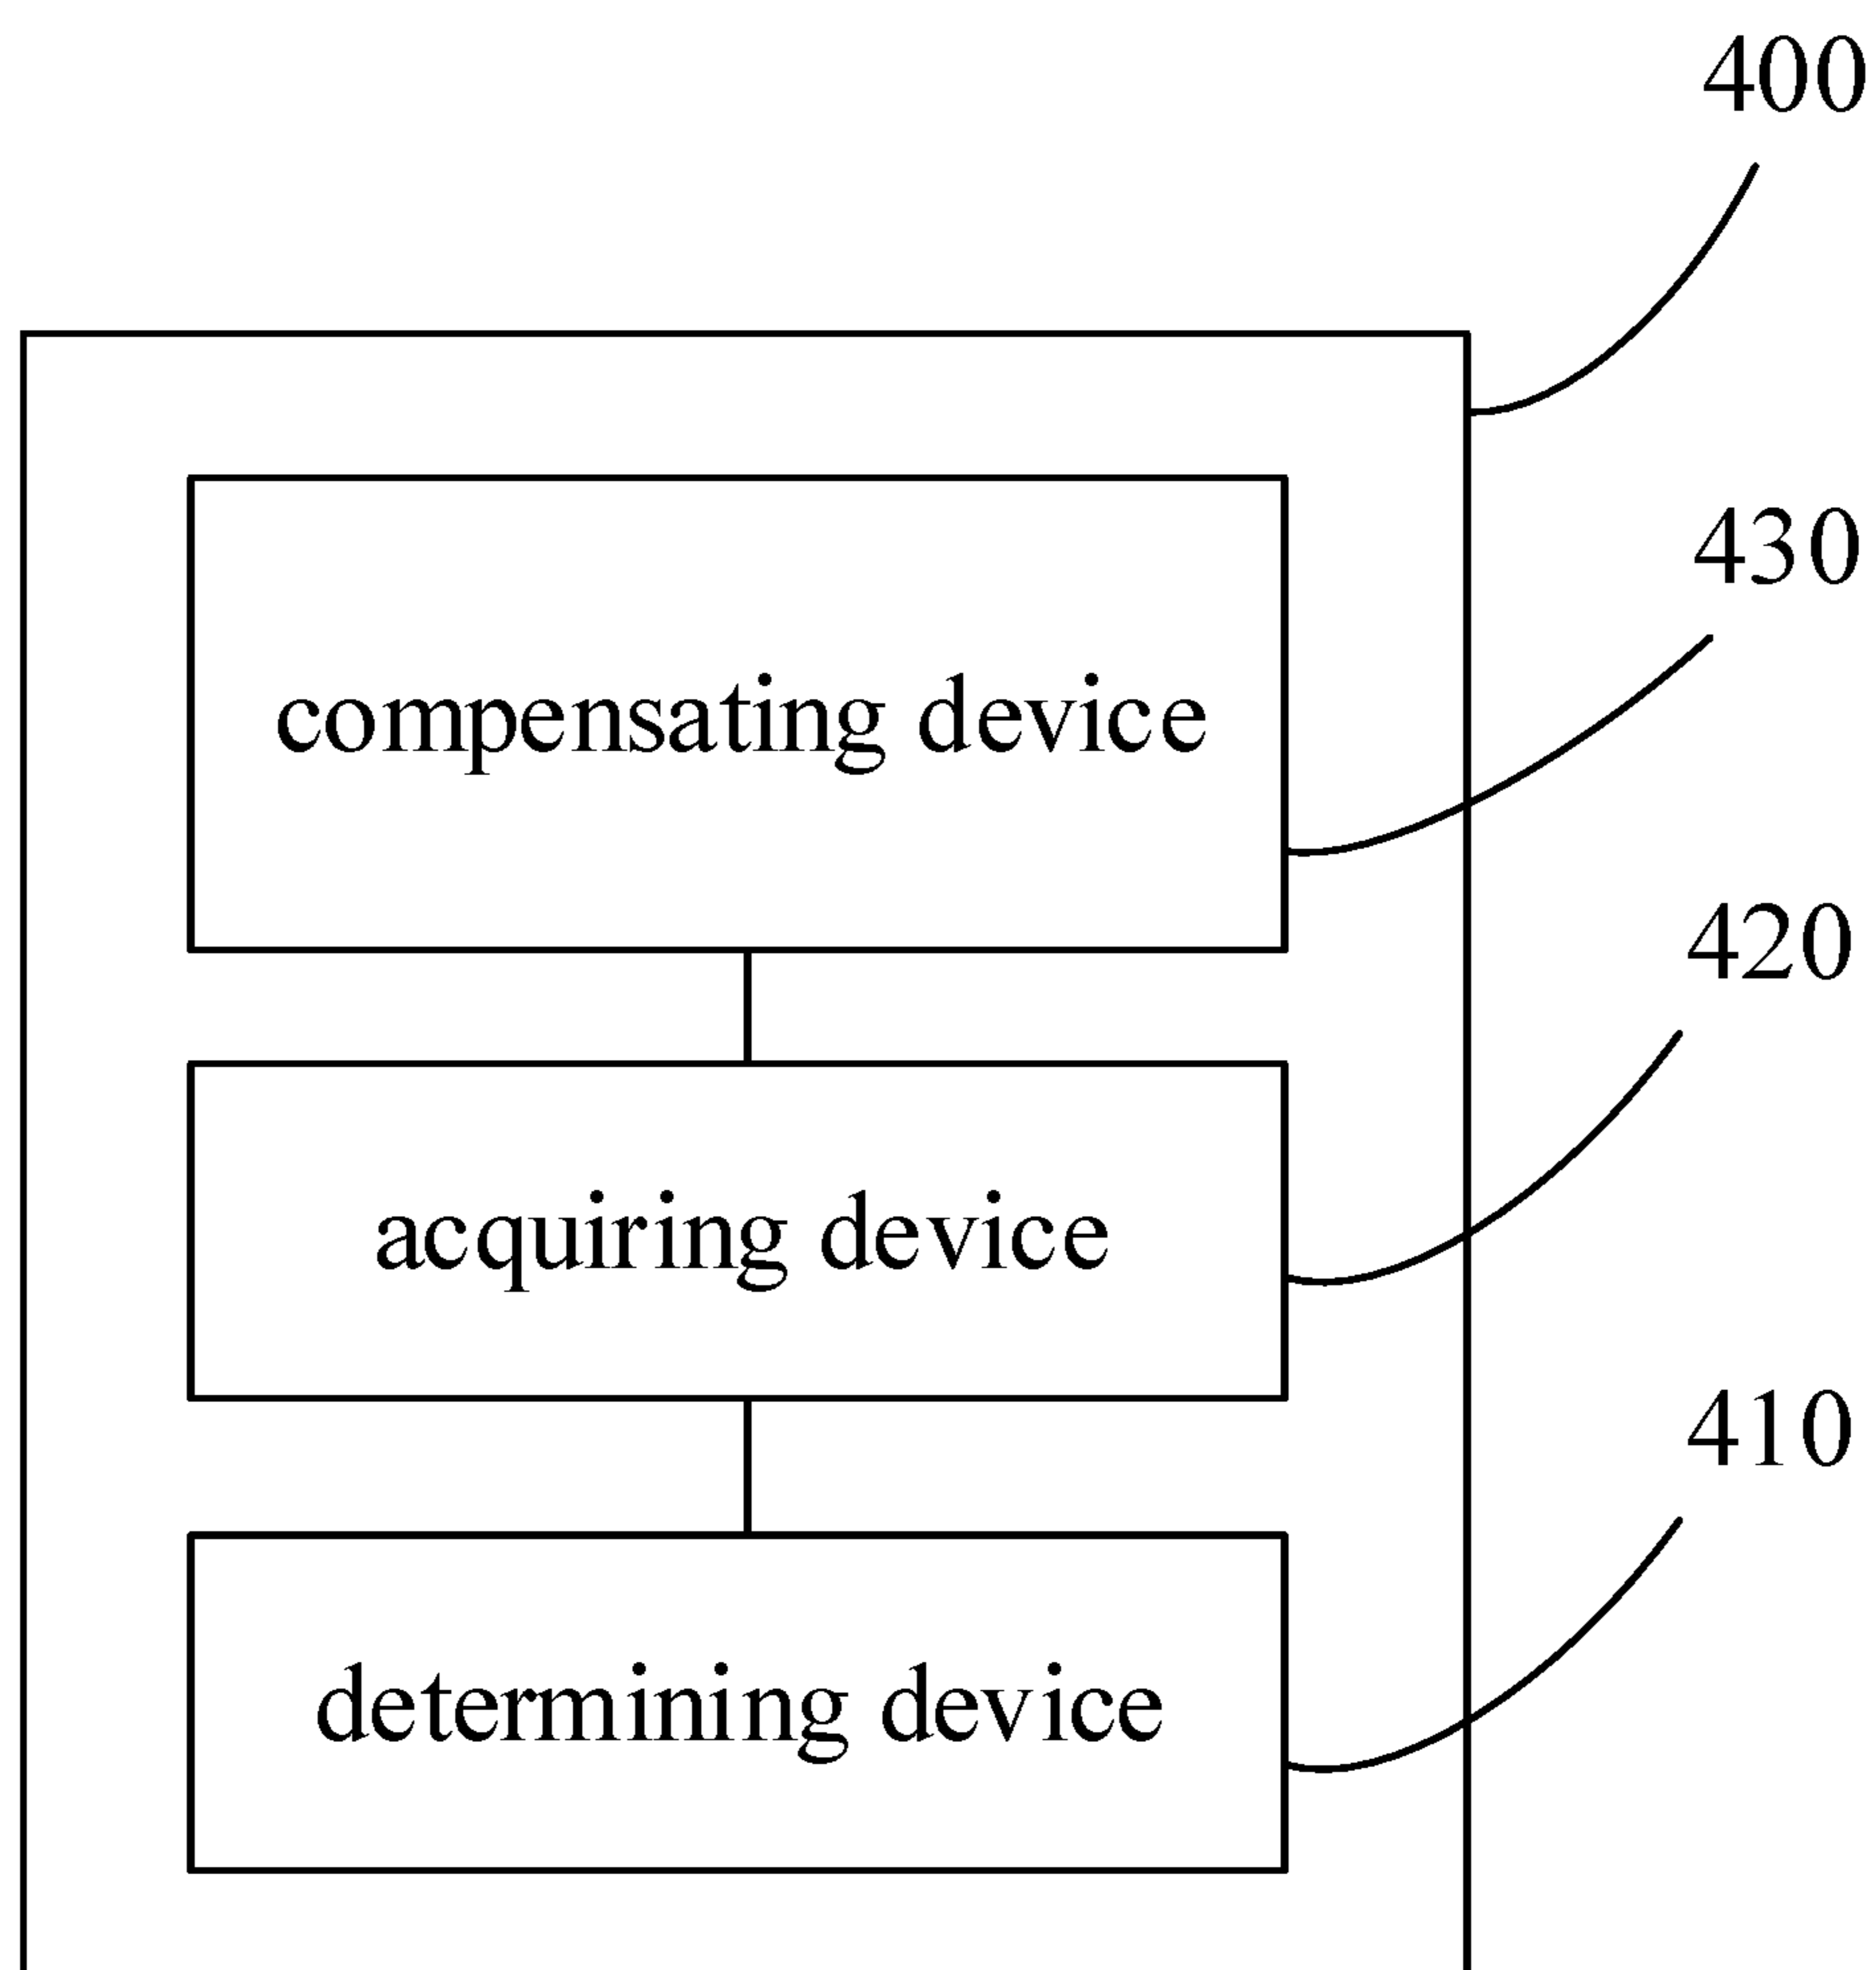 400
430
compensating device
420
acquiring device
410
determining device